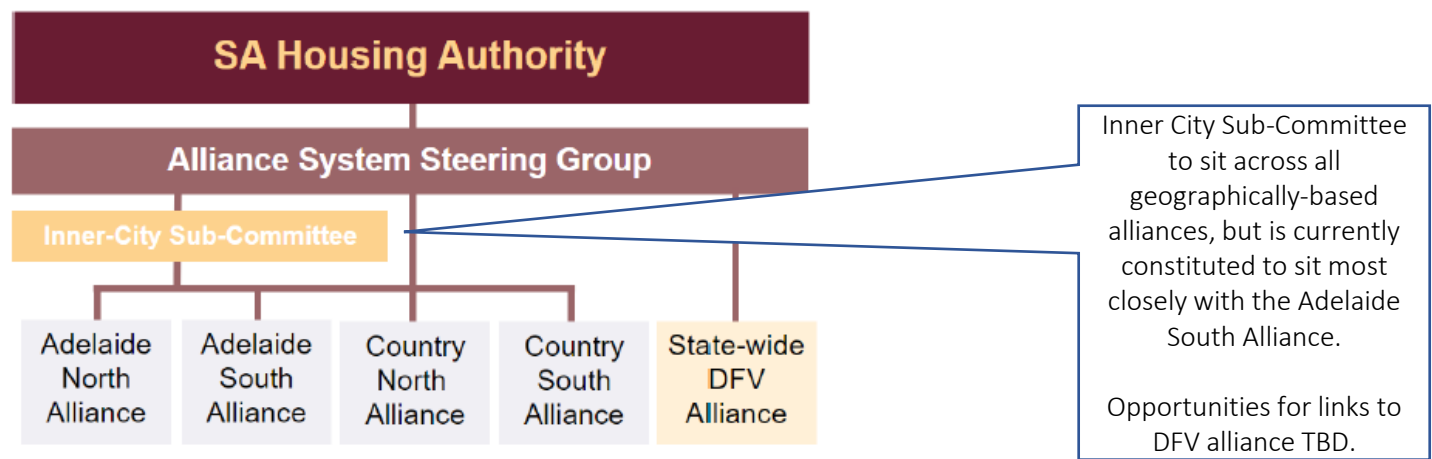 SA Housing Authority
Alliance System Steering Group
Inner-City Sub-Committee
Adelaide
North
Alliance
Adelaide
South
Alliance
Country
North
Alliance
Country
South
Alliance
State-wide
DFV
Alliance
Inner City Sub-Committee
to sit across all
geographically-based
alliances, but is currently
constituted to sit most
closely with the Adelaide
South Alliance.
Opportunities for links to
DFV alliance TBD.